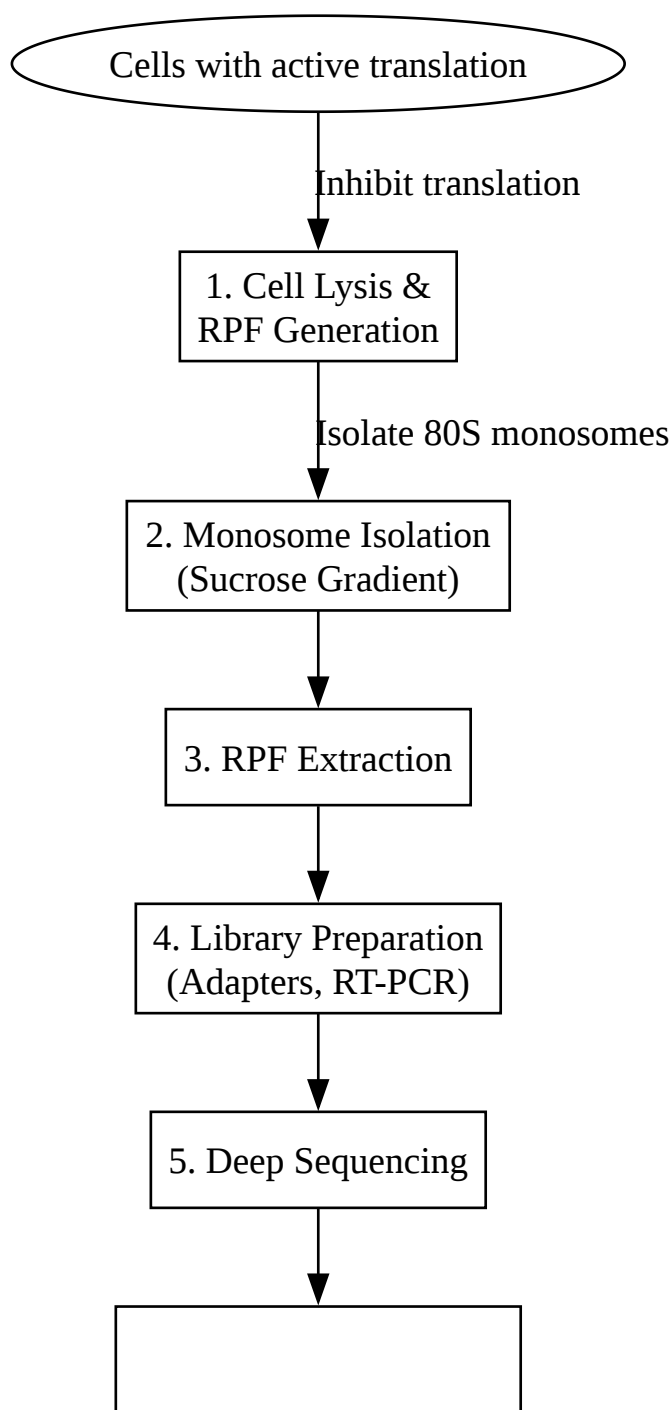 Cells with active translation
Inhibit translation
1. Cell Lysis &
RPF Generation
Isolate 80S monosomes
2. Monosome Isolation
(Sucrose Gradient)
3. RPF Extraction
4. Library Preparation
(Adapters, RT-PCR)
5. Deep Sequencing